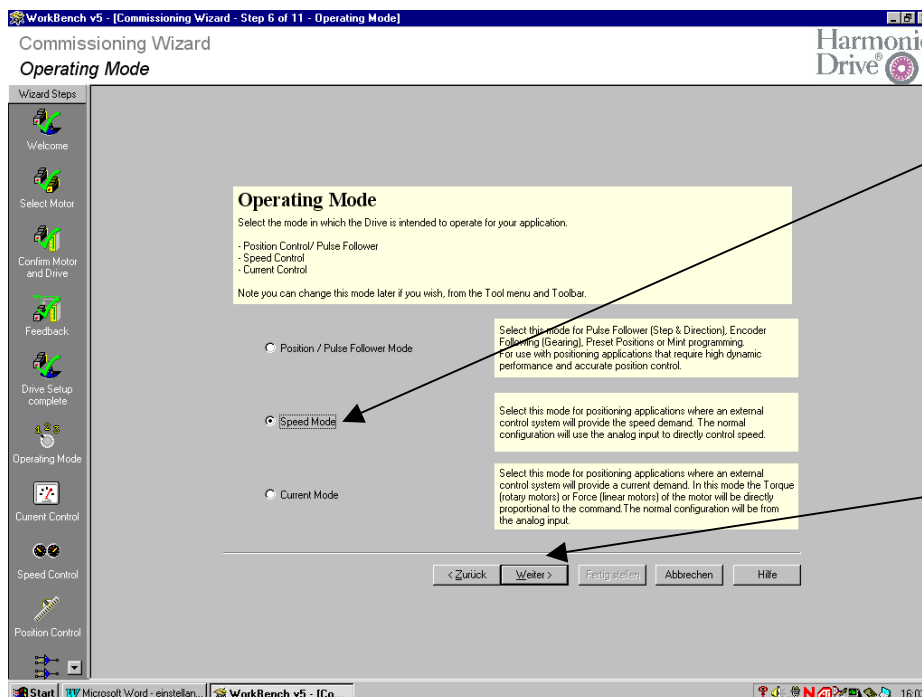 WorkBench v5 - [Commissioning Wizard - Step 6 of 11 - Operating Mode]
Commissioning Wizard
Operating Mode
Harmonic
Drive®
Wizard Steps
Welcome
Select Motor
Confirm Motor
and Drive
Feedback
Drive Setup
complete
Operating Mode
Current Control
Speed Control
Position Control
Operating Mode
Select the mode in which the Drive is intended to operate for your application.
- Position Control/ Pulse Follower
- Speed Control
- Current Control
Note you can change this mode later if you wish, from the Tool menu and Toolbar.
Position / Pulse Follower Mode
Select this mode for Pulse Follower (Step & Direction), Encoder
Following (Gearing), Preset Positions or Mint programming.
For use with positioning applications that require high dynamic
performance and accurate position control.
Speed Mode
Select this mode for positioning applications where an external
control system will provide the speed demand. The normal
configuration will use the analog input to directly control speed.
Current Mode
Select this mode for positioning applications where an external
control system will provide a current demand. In this mode the Torque
(rotary motors) or Force (linear motors) of the motor will be directly
proportional to the command.The normal configuration will be from
the analog input.
< Zurück
Weiter >
Fertig stellen
Abbrechen
Hilfe
Start
Microsoft Word - einstellan...
WorkBench v5 - [Co...